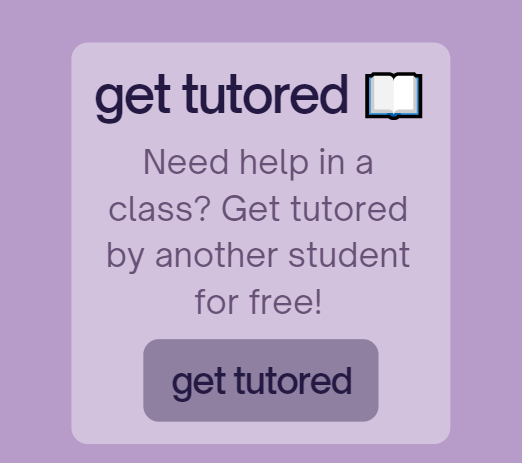 get tutored 📖
Need help in a
class? Get tutored
by another student
for free!
get tutored